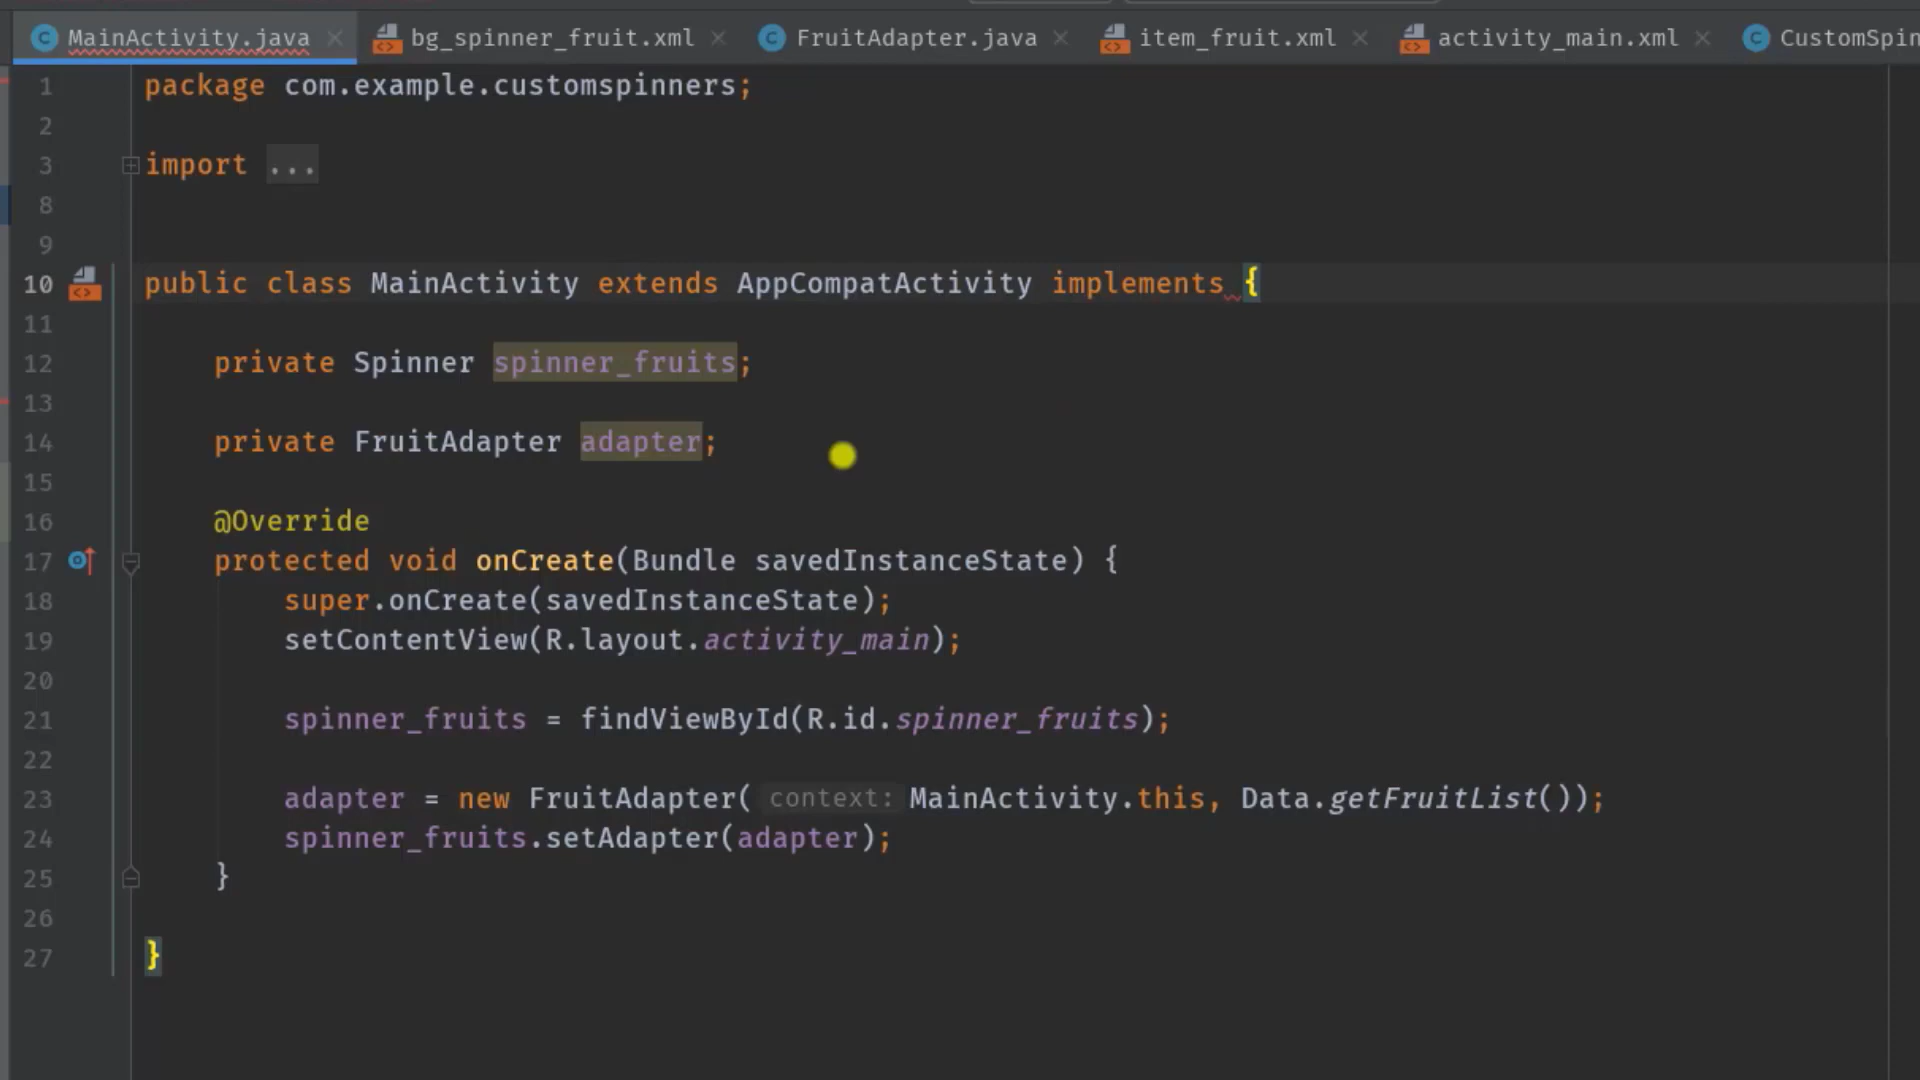 MainActivity.java bg_spinner_fruit.xml FruitAdapter.java item_fruit.xml activity_main.xml CustomSpin
1 package com.example.customspinners;
2
3 import ...
8
9
10 public class MainActivity extends AppCompatActivity implements {
11
12 private Spinner spinner_fruits;
13
14 private FruitAdapter adapter;
15
16 @Override
17 protected void onCreate(Bundle savedInstanceState) {
18 super.onCreate(savedInstanceState);
19 setContentView(R.layout.activity_main);
20
21 spinner_fruits = findViewById(R.id.spinner_fruits);
22
23 adapter = new FruitAdapter( context: MainActivity.this, Data.getFruitList());
24 spinner_fruits.setAdapter(adapter);
25 }
26
27 }